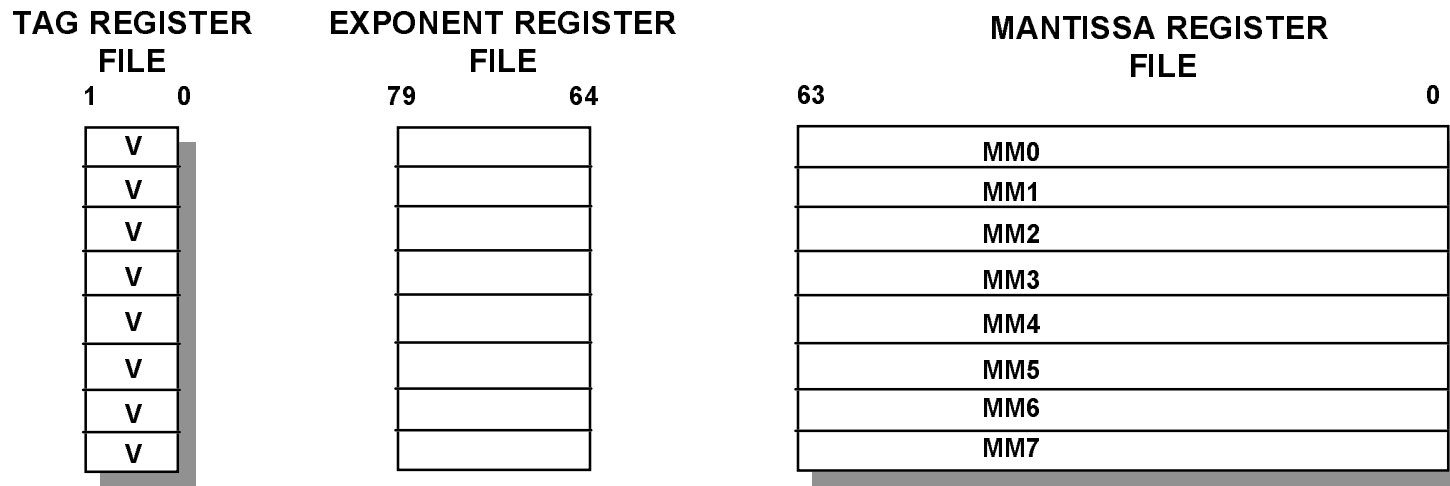 TAG REGISTER
FILE
1 0
V
V
V
V
V
V
V
V
EXPONENT REGISTER
FILE
79 64
MANTISSA REGISTER
FILE
63 0
MM0
MM1
MM2
MM3
MM4
MM5
MM6
MM7